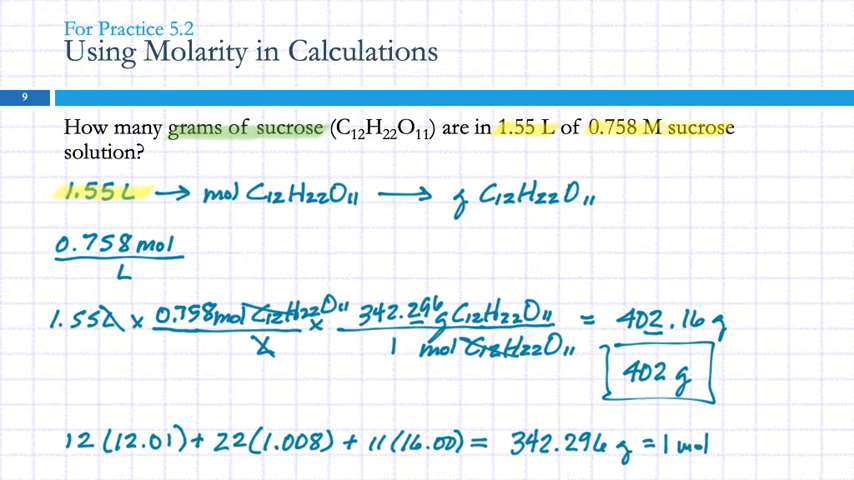 For Practice 5.2
Using Molarity in Calculations
9
How many grams of sucrose (C₁₂H₂₂O₁₁) are in 1.55 L of 0.758 M sucrose
solution?
1.55 L → mol C₁₂H₂₂O₁₁ → g C₁₂H₂₂O₁₁
0.758 mol
L
1.55 L x 0.758 mol C₁₂H₂₂O₁₁ x 342.296 g C₁₂H₂₂O₁₁ = 402.16 g
L 1 mol C₁₂H₂₂O₁₁
402 g
12 (12.01) + 22 (1.008) + 11 (16.00) = 342.296 g = 1 mol